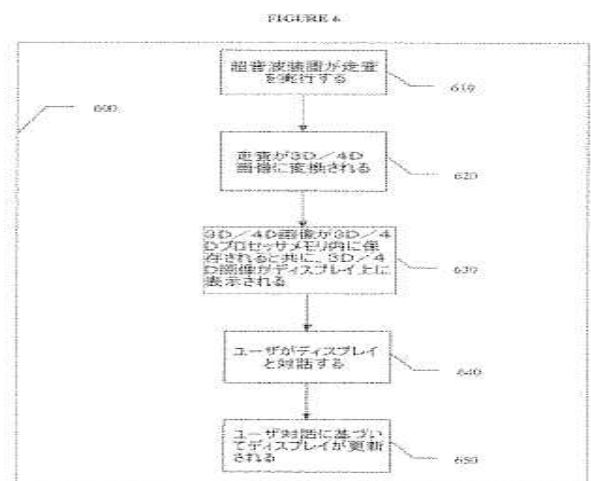 FIGURE 6
超音波装置が走査
を実行する
610
600
走査が3D/4D
画像に変換される
620
3D/4D画像が3D/4
Dプロセッサメモリ内に保
存されると共に、3D/4
D画像がディスプレイ上に
表示される
630
ユーザがディスプレイ
と対話する
640
ユーザ対話に基づい
てディスプレイが更新
される
650